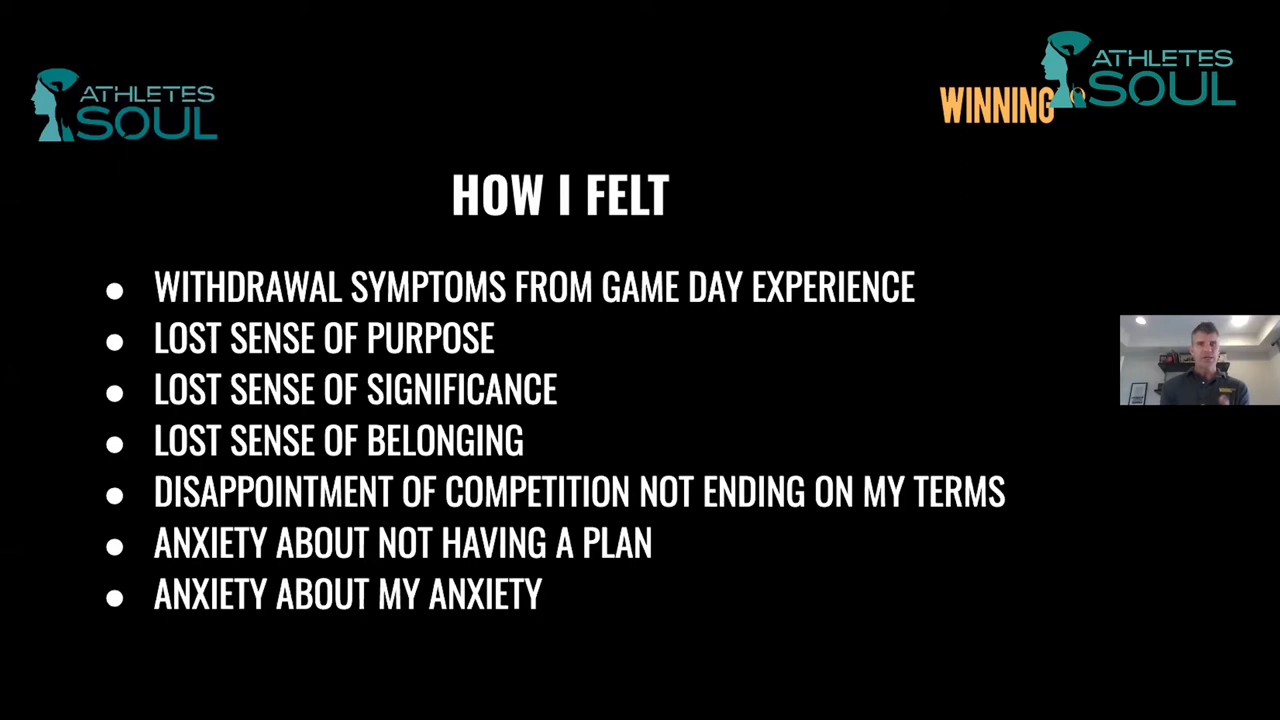 ATHLETES
SOUL
WINNING
ATHLETES
SOUL
HOW I FELT
● WITHDRAWAL SYMPTOMS FROM GAME DAY EXPERIENCE
● LOST SENSE OF PURPOSE
● LOST SENSE OF SIGNIFICANCE
● LOST SENSE OF BELONGING
● DISAPPOINTMENT OF COMPETITION NOT ENDING ON MY TERMS
● ANXIETY ABOUT NOT HAVING A PLAN
● ANXIETY ABOUT MY ANXIETY